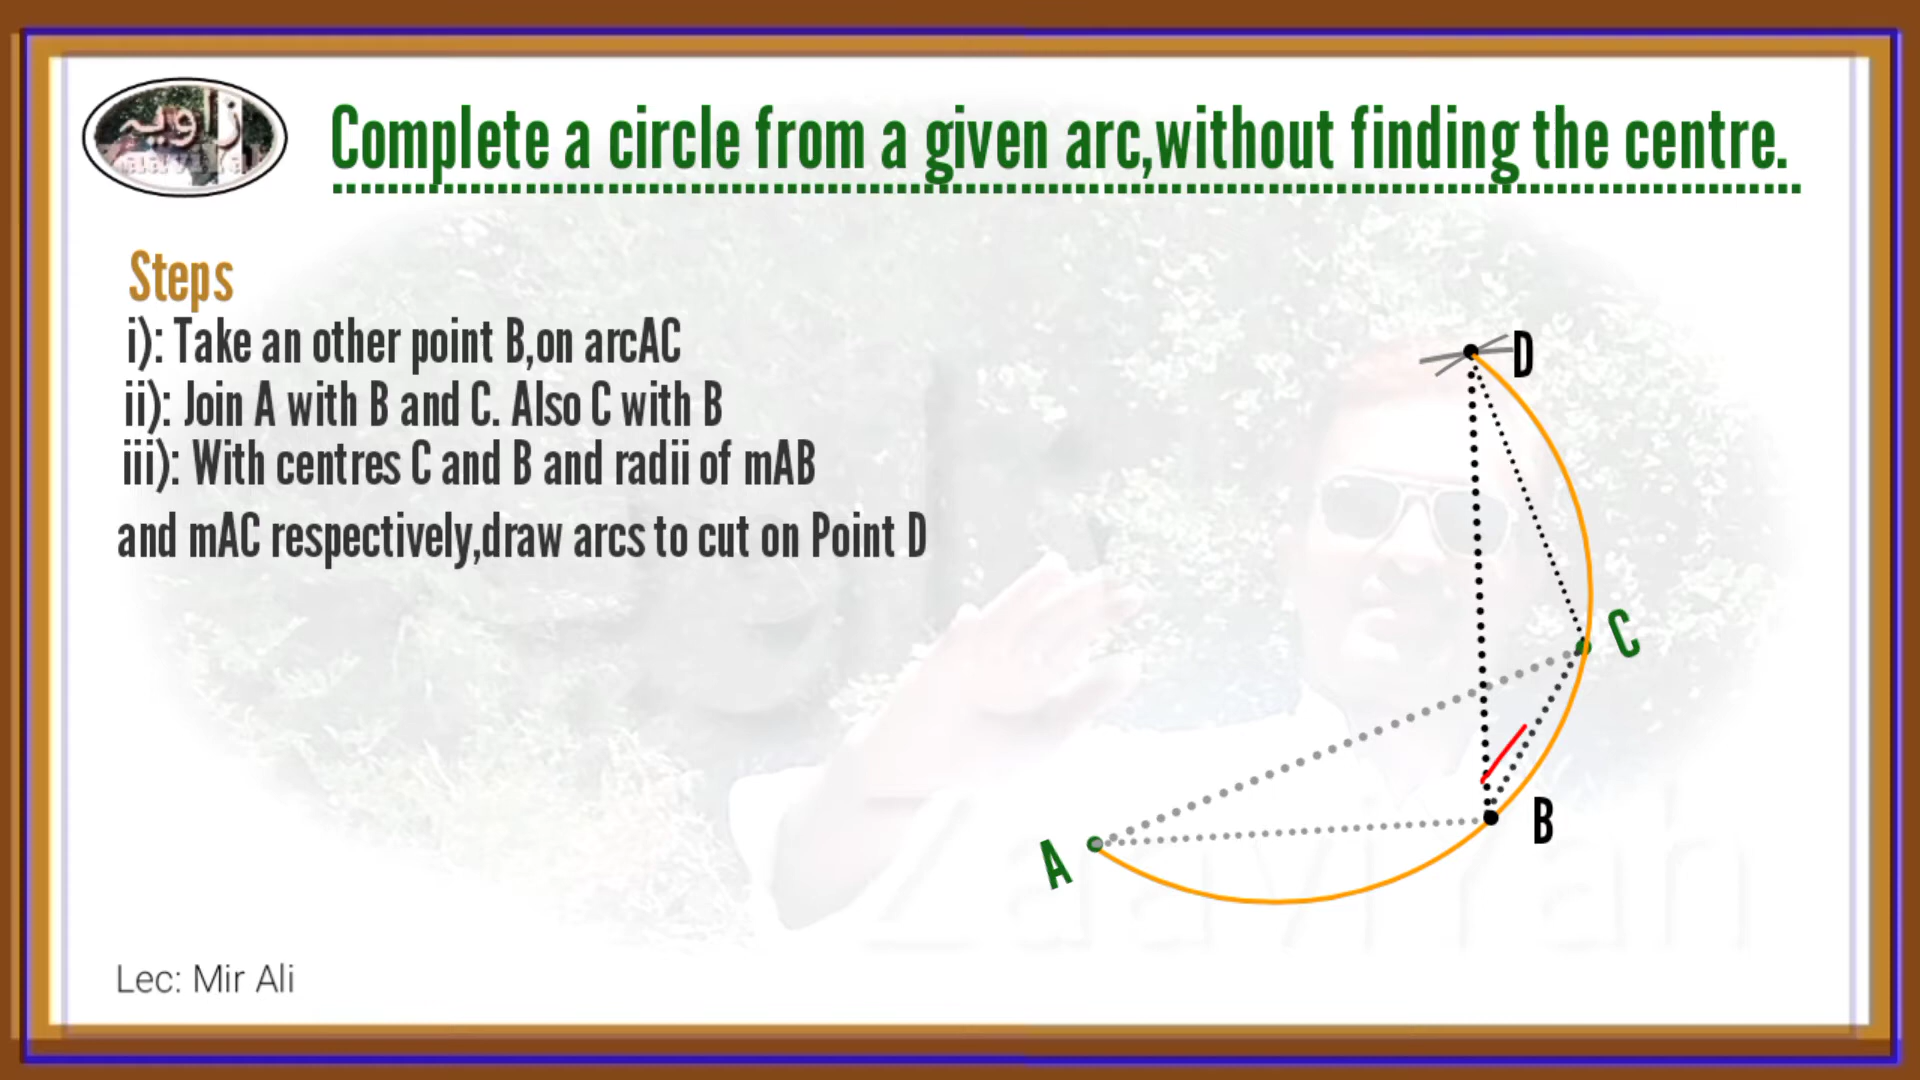 زاویہ
Complete a circle from a given arc,without finding the centre.
Steps
i): Take an other point B,on arcAC
ii): Join A with B and C. Also C with B
iii): With centres C and B and radii of mAB
and mAC respectively,draw arcs to cut on Point D
D
C
B
A
Zaaviyah
Lec: Mir Ali